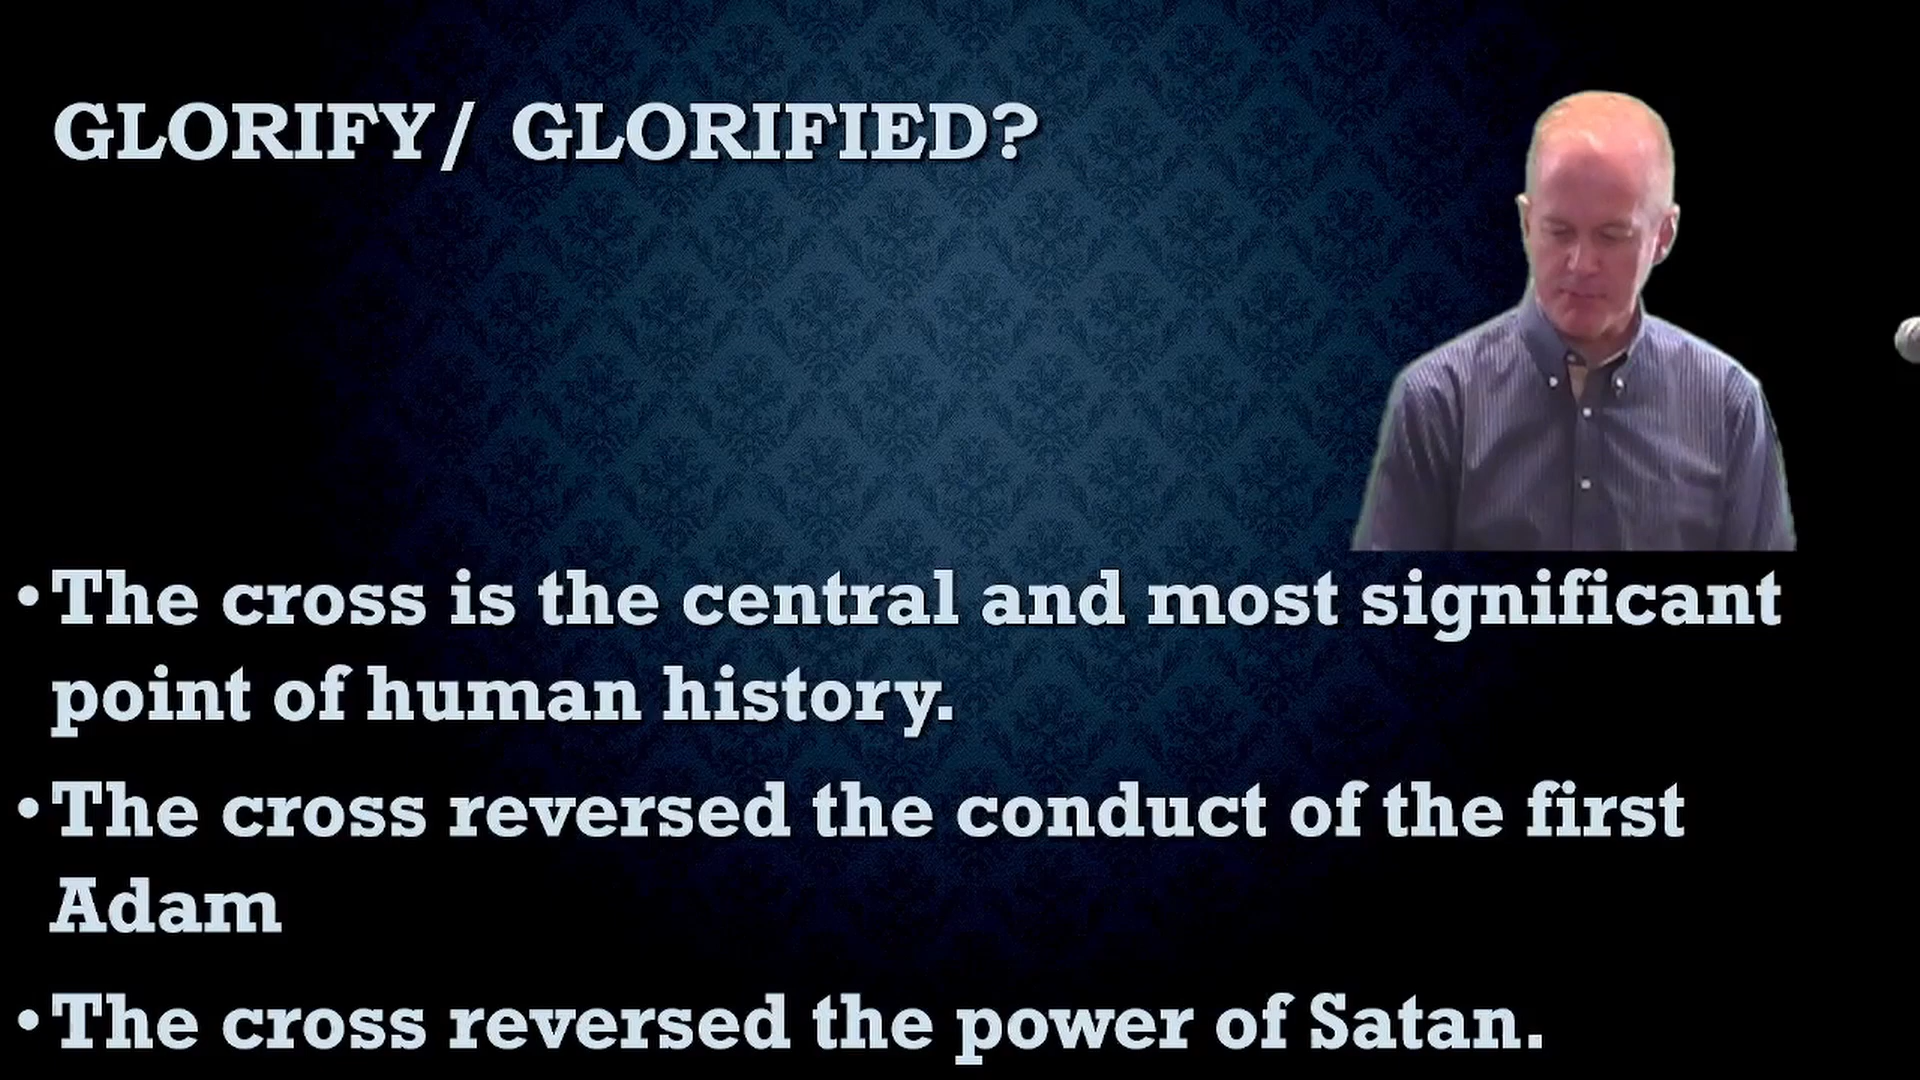 GLORIFY/ GLORIFIED?
•The cross is the central and most significant
point of human history.
•The cross reversed the conduct of the first
Adam
•The cross reversed the power of Satan.